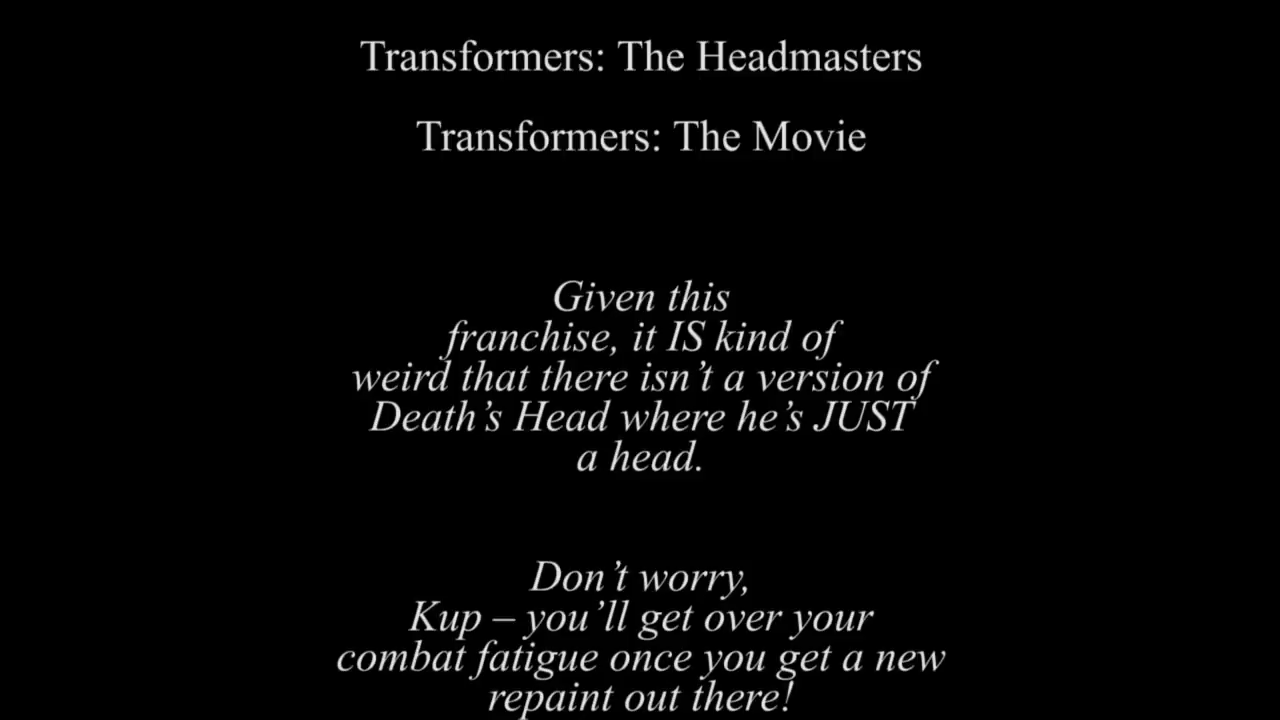 Transformers: The Headmasters
Transformers: The Movie
Given this
franchise, it IS kind of
weird that there isn’t a version of
Death’s Head where he’s JUST
a head.
Don’t worry,
Kup – you’ll get over your
combat fatigue once you get a new
repaint out there!